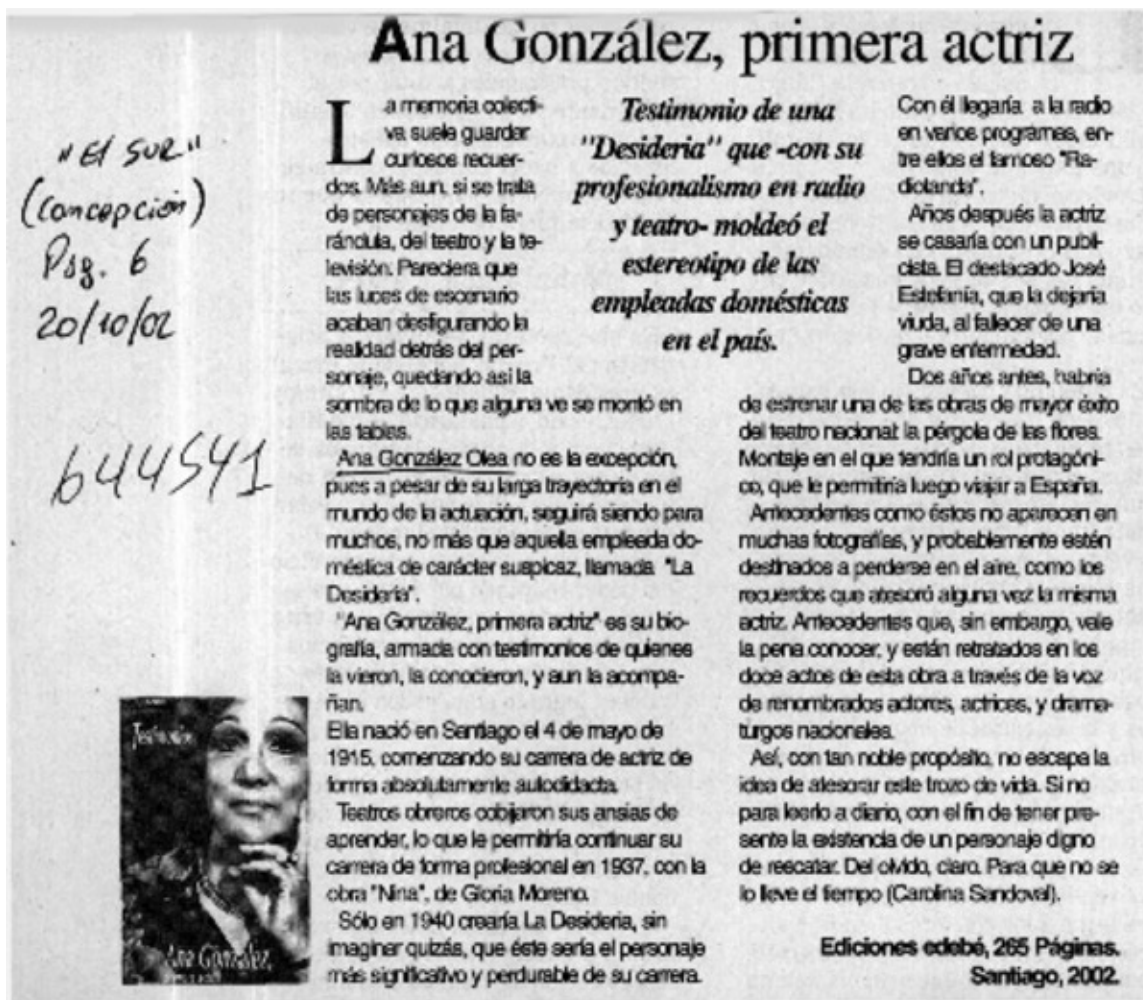 Ana González, primera actriz
"El SUR"
(Concepción)
Pág. 6
20/10/02
644541
La memoria colecti-
va suele guardar
curiosos recuer-
dos. Más aun, si se trata
de personajes de la fa-
rándula, del teatro y la te-
levisión. Pareciera que
las luces de escenario
acaban desfigurando la
realidad detrás del per-
sonaje, quedando así la
sombra de lo que alguna ve se montó en
las tablas.
Ana González Olea no es la excepción,
pues a pesar de su larga trayectoria en el
mundo de la actuación, seguirá siendo para
muchos, no más que aquella empleada do-
méstica de carácter suspicaz, llamada "La
Desideria".
"Ana González, primera actriz" es su bio-
grafía, armada con testimonios de quienes
la vieron, la conocieron, y aun la acompa-
ñan.
Ella nació en Santiago el 4 de mayo de
1915, comenzando su carrera de actriz de
forma absolutamente autodidacta.
Teatros obreros cobijaron sus ansias de
aprender, lo que le permitiría continuar su
carrera de forma profesional en 1937, con la
obra "Nina", de Gloria Moreno.
Sólo en 1940 crearía La Desideria, sin
imaginar quizás, que éste sería el personaje
más significativo y perdurable de su carrera.
Testimonio de una
"Desideria" que -con su
profesionalismo en radio
y teatro- moldeó el
estereotipo de las
empleadas domésticas
en el país.
Con él llegaría a la radio
en varios programas, en-
tre ellos el famoso "Ra-
diotanda".
Años después la actriz
se casaría con un publi-
cista. El destacado José
Estefanía, que la dejaría
viuda, al fallecer de una
grave enfermedad.
Dos años antes, habría
de estrenar una de las obras de mayor éxito
del teatro nacional: la pérgola de las flores.
Montaje en el que tendría un rol protagóni-
co, que le permitiría luego viajar a España.
Antecedentes como éstos no aparecen en
muchas fotografías, y probablemente estén
destinados a perderse en el aire, como los
recuerdos que atesoró alguna vez la misma
actriz. Antecedentes que, sin embargo, vale
la pena conocer, y están retratados en los
doce actos de esta obra a través de la voz
de renombrados actores, actrices, y drama-
túrgos nacionales.
Así, con tan noble propósito, no escapa la
idea de atesorar este trozo de vida. Si no
para leerlo a diario, con el fin de tener pre-
sente la existencia de un personaje digno
de rescatar. Del olvido, claro. Para que no se
lo lleve el tiempo (Carolina Sandoval).
Ediciones edebé, 265 Páginas.
Santiago, 2002.
Testimonios
Ana González